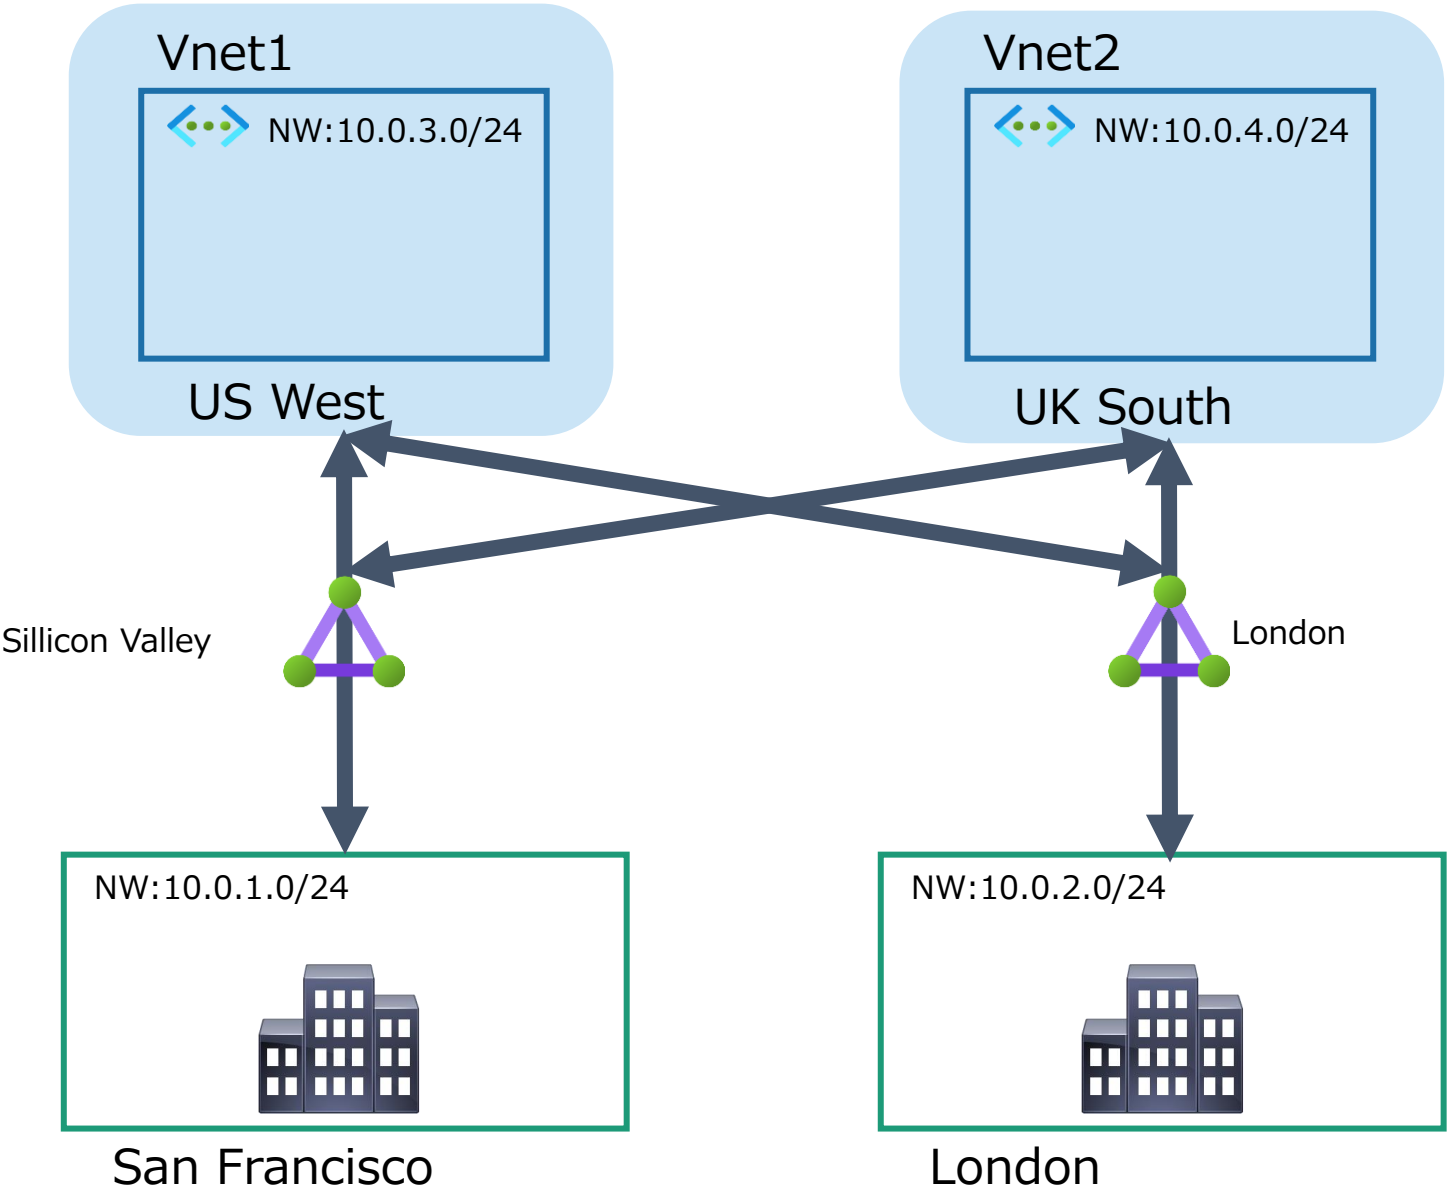 Vnet1
NW:10.0.3.0/24
US West
Vnet2
NW:10.0.4.0/24
UK South
Sillicon Valley
London
NW:10.0.1.0/24
San Francisco
NW:10.0.2.0/24
London